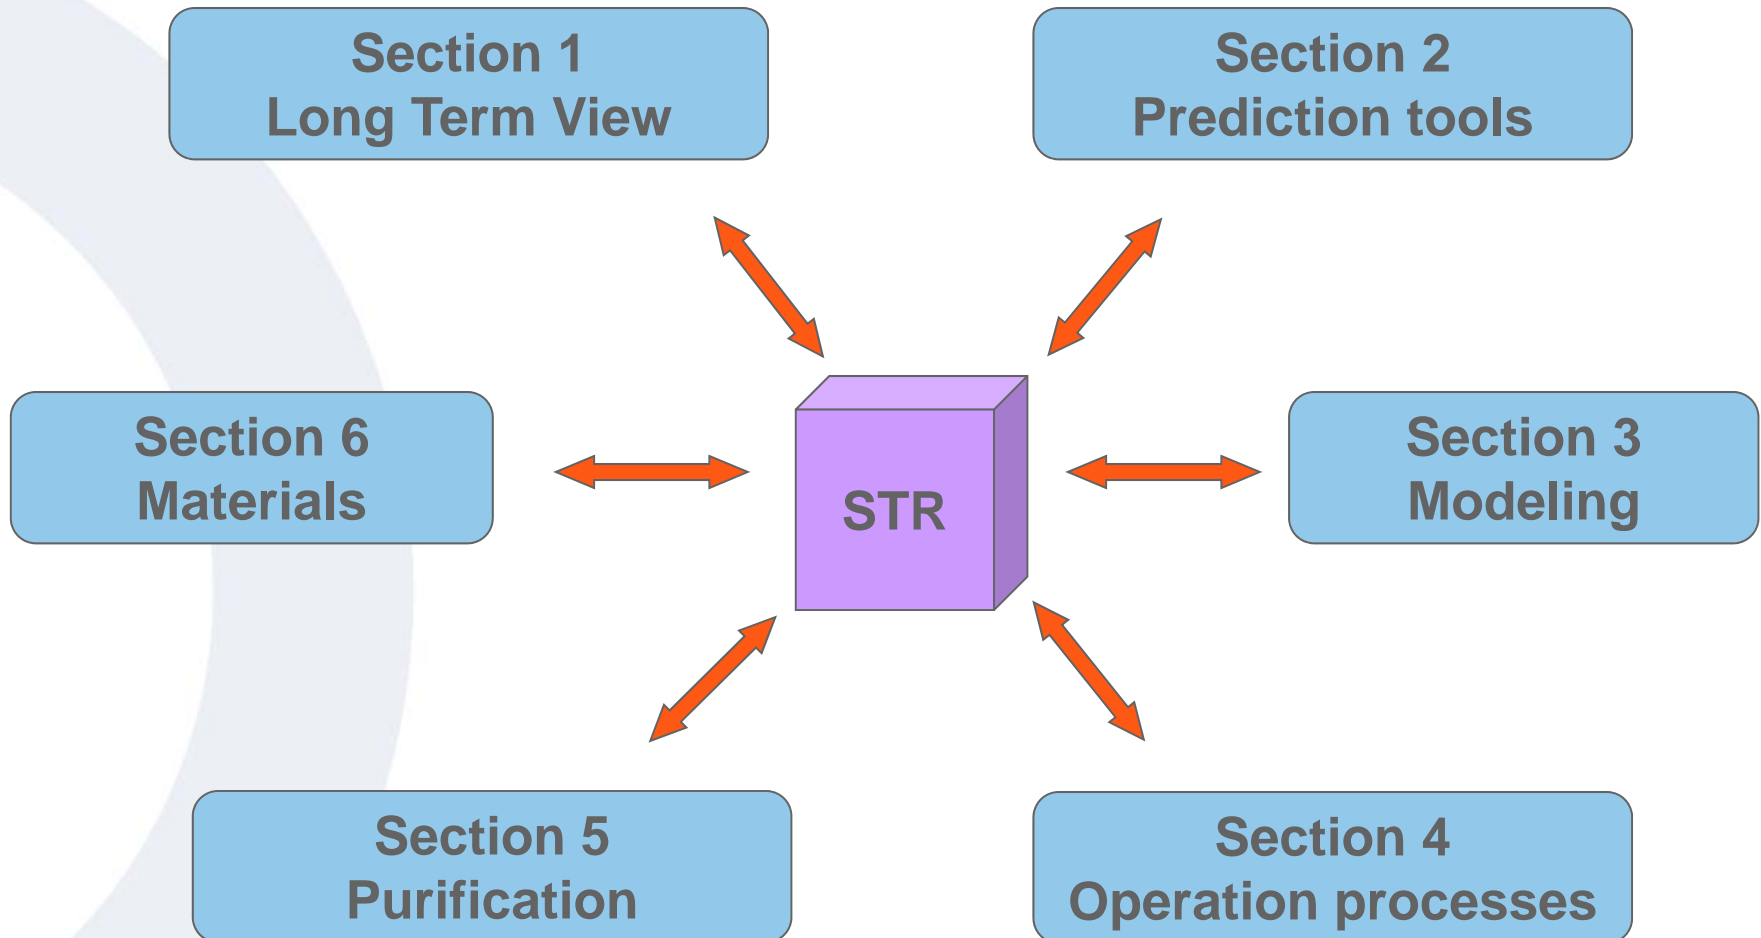 Section 1
Long Term View
Section 2
Prediction tools
Section 6
Materials
STR
Section 3
Modeling
Section 5
Purification
Section 4
Operation processes